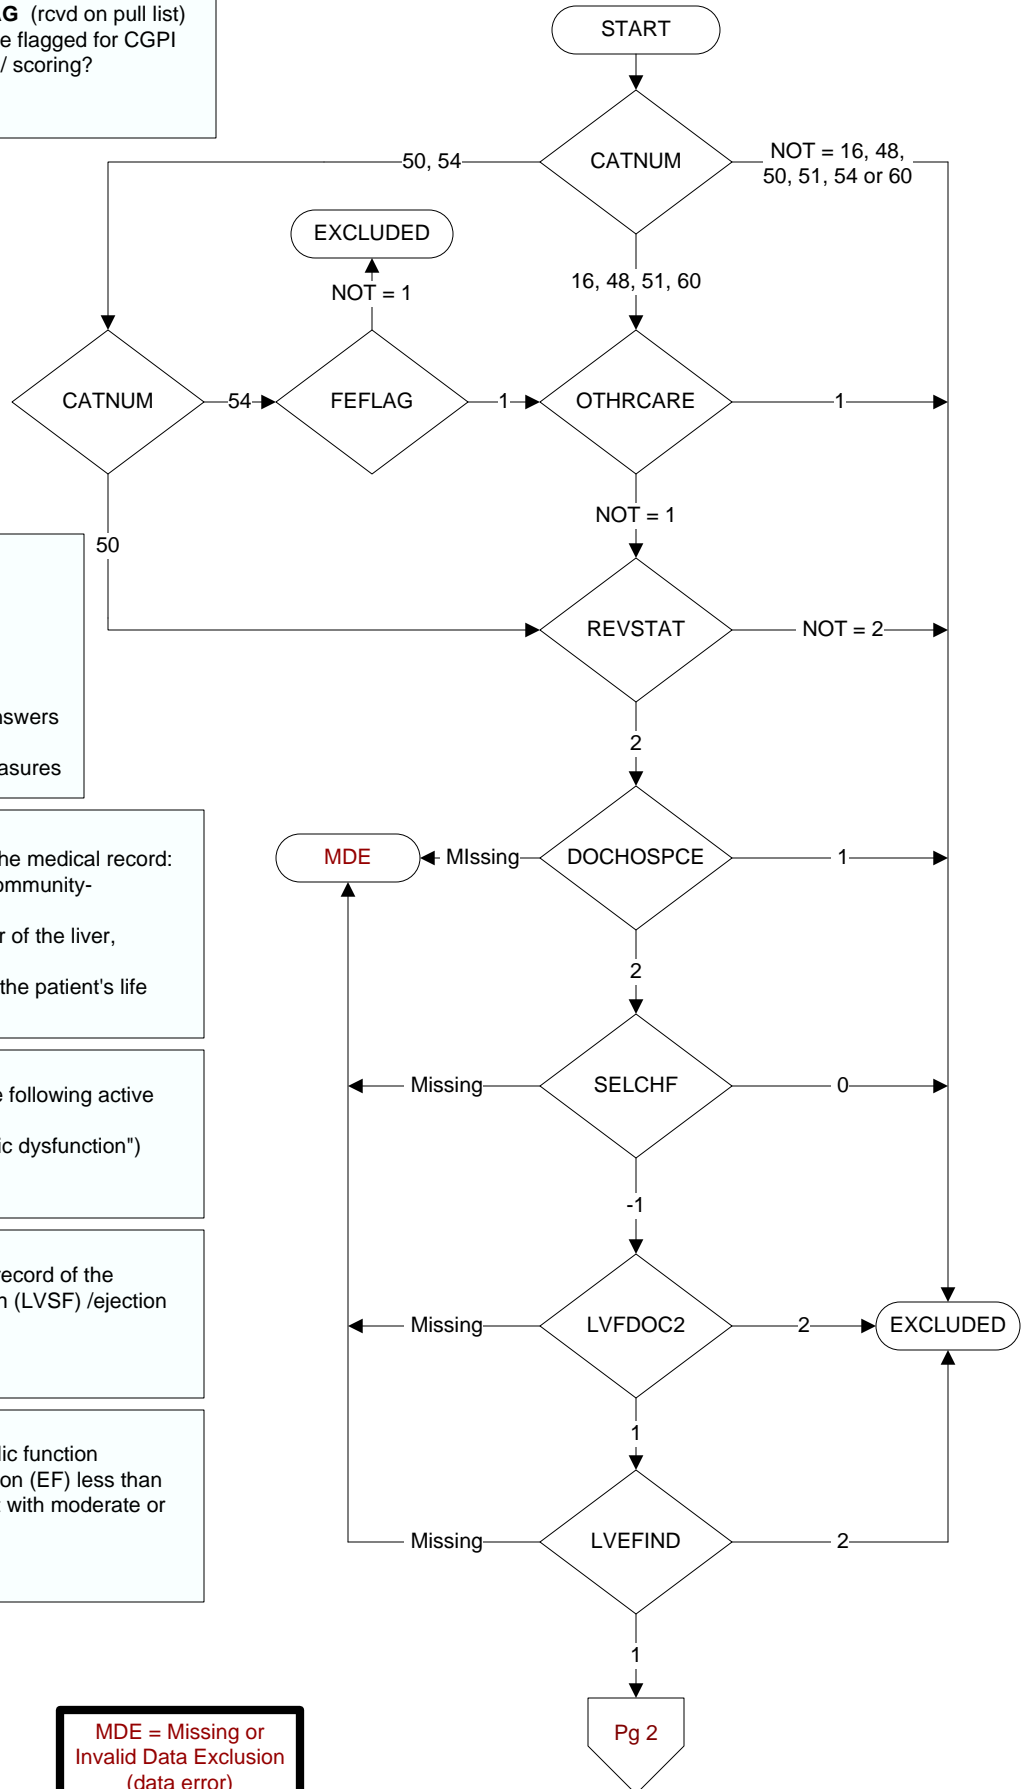 AG (rcvd on pull list)
e flagged for CGPI
/ scoring?
START
CATNUM
50, 54
NOT = 16, 48,
50, 51, 54 or 60
EXCLUDED
NOT = 1
16, 48, 51, 60
CATNUM
54
FEFLAG
1
OTHRCARE
1
NOT = 1
50
REVSTAT
NOT = 2
nswers
asures
2
he medical record:
ommunity-
r of the liver,
the patient's life
MDE
MIssing
DOCHOSPCE
1
2
e following active
ic dysfunction")
Missing
SELCHF
0
-1
record of the
n (LVSF) /ejection
Missing
LVFDOC2
2
EXCLUDED
1
lic function
on (EF) less than
t with moderate or
Missing
LVEFIND
2
1
Pg 2
MDE = Missing or
Invalid Data Exclusion
(data error)